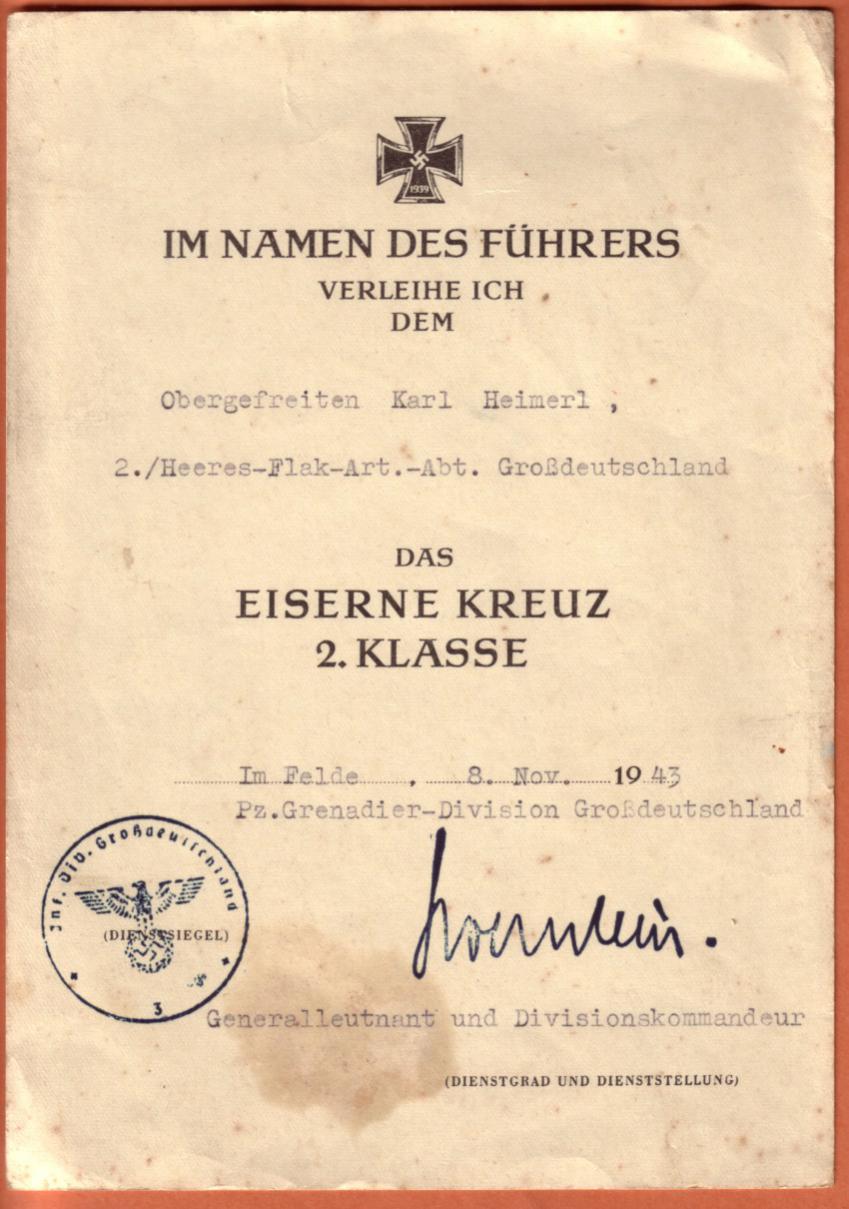 1939
IM NAMEN DES FÜHRERS
VERLEIHE ICH
DEM
Obergefreiten Karl Heimerl ,
2./Heeres-Flak-Art.-Abt. Großdeutschland
DAS
EISERNE KREUZ
2. KLASSE
Im Felde , 8. Nov. 1943
Pz.Grenadier-Division Großdeutschland
Inf. Div. Großdeutschland
(DIENSTSIEGEL)
3
Generalleutnant und Divisionskommandeur
(DIENSTGRAD UND DIENSTSTELLUNG)